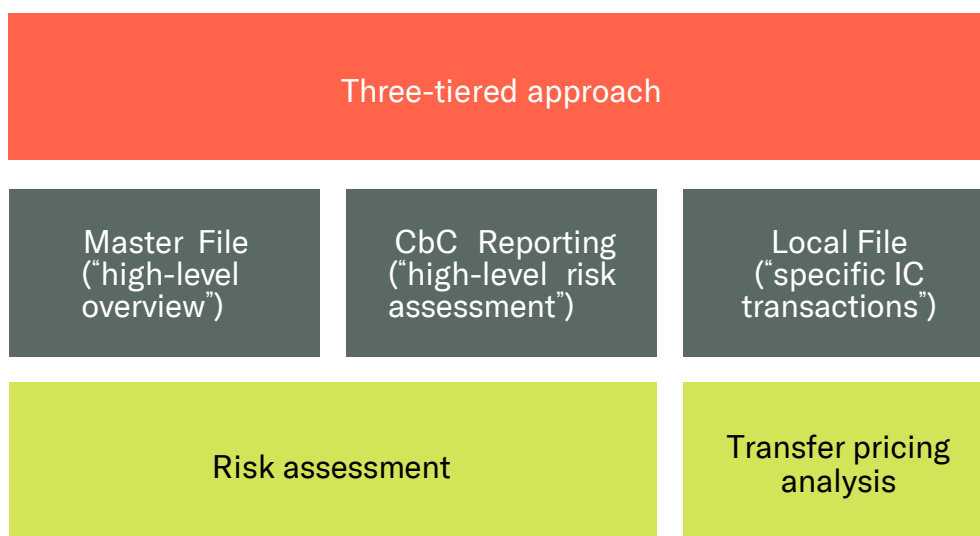 Three-tiered approach
Master File
(“high-level
overview”)
CbC Reporting
(“high-level risk
assessment”)
Local File
(“specific IC
transactions”)
Risk assessment
Transfer pricing
analysis